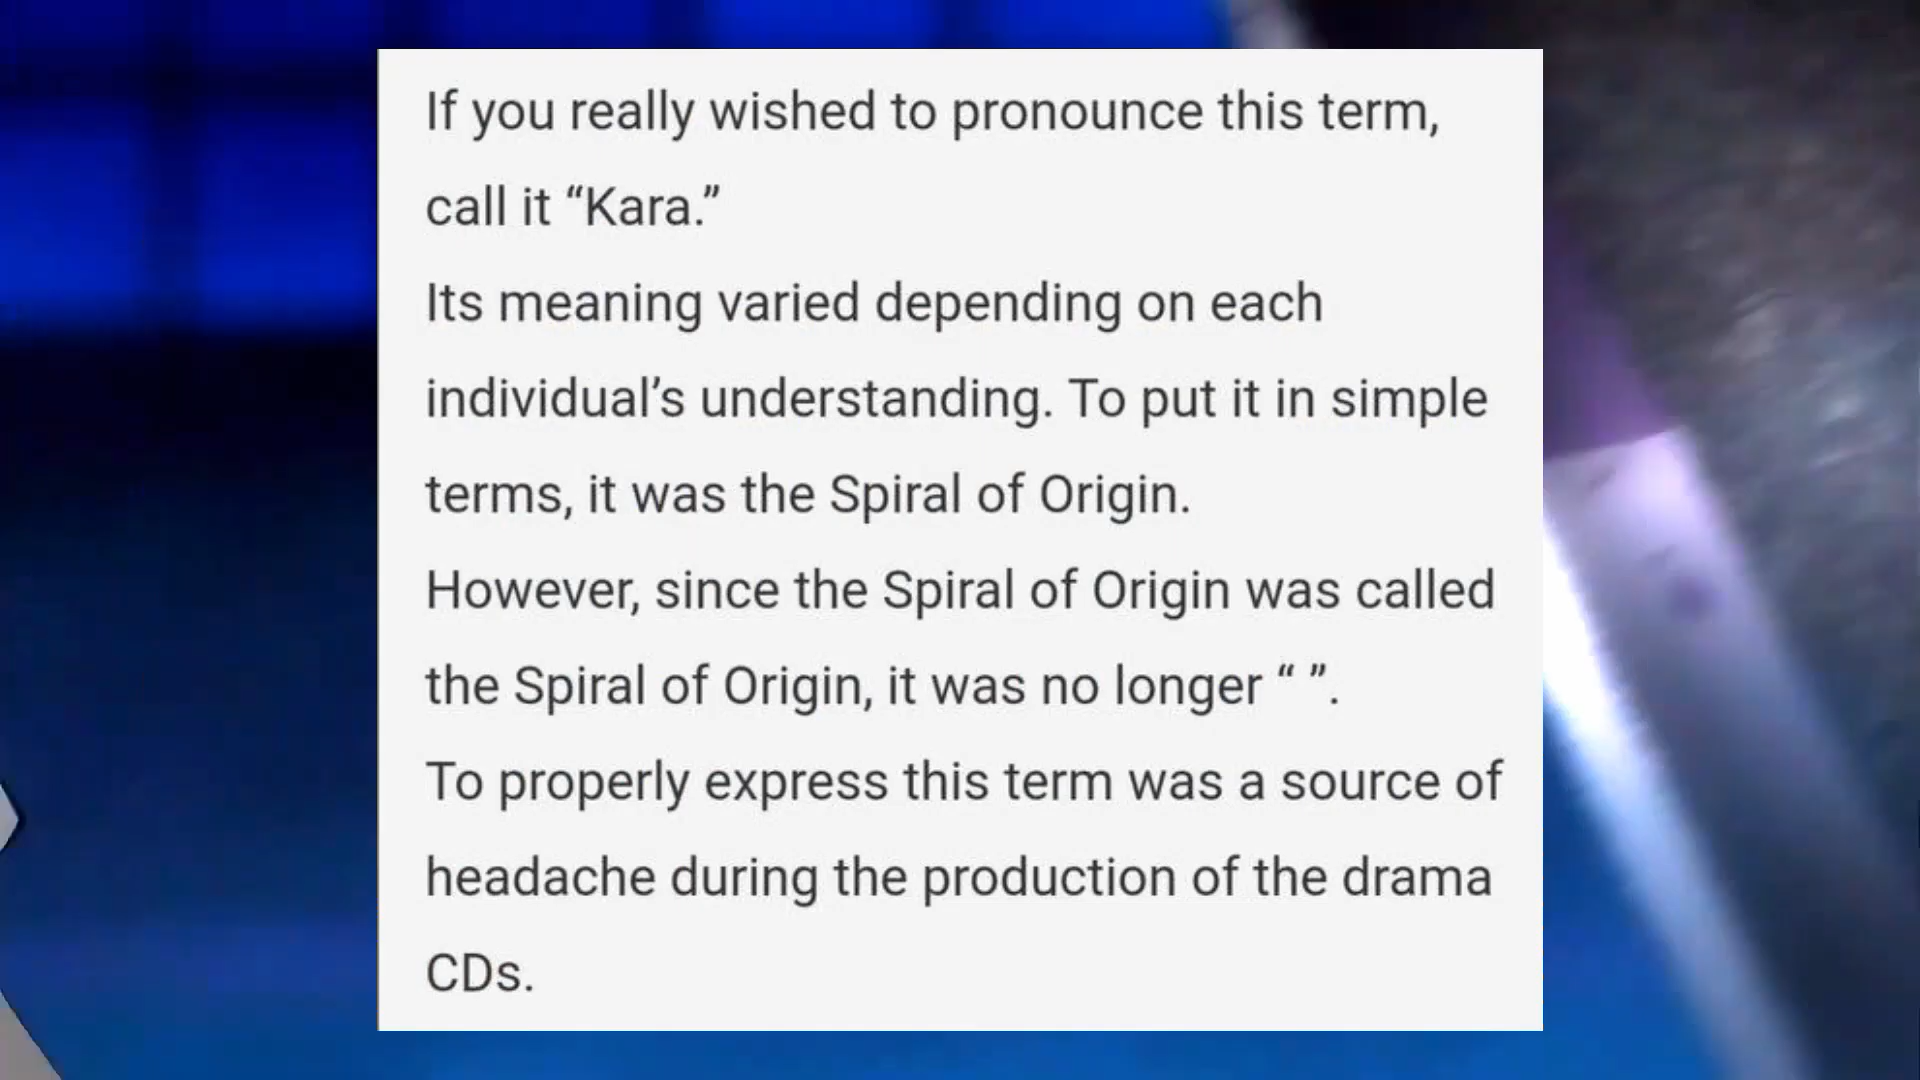 If you really wished to pronounce this term,
call it “Kara.”
Its meaning varied depending on each
individual’s understanding. To put it in simple
terms, it was the Spiral of Origin.
However, since the Spiral of Origin was called
the Spiral of Origin, it was no longer “ ”.
To properly express this term was a source of
headache during the production of the drama
CDs.